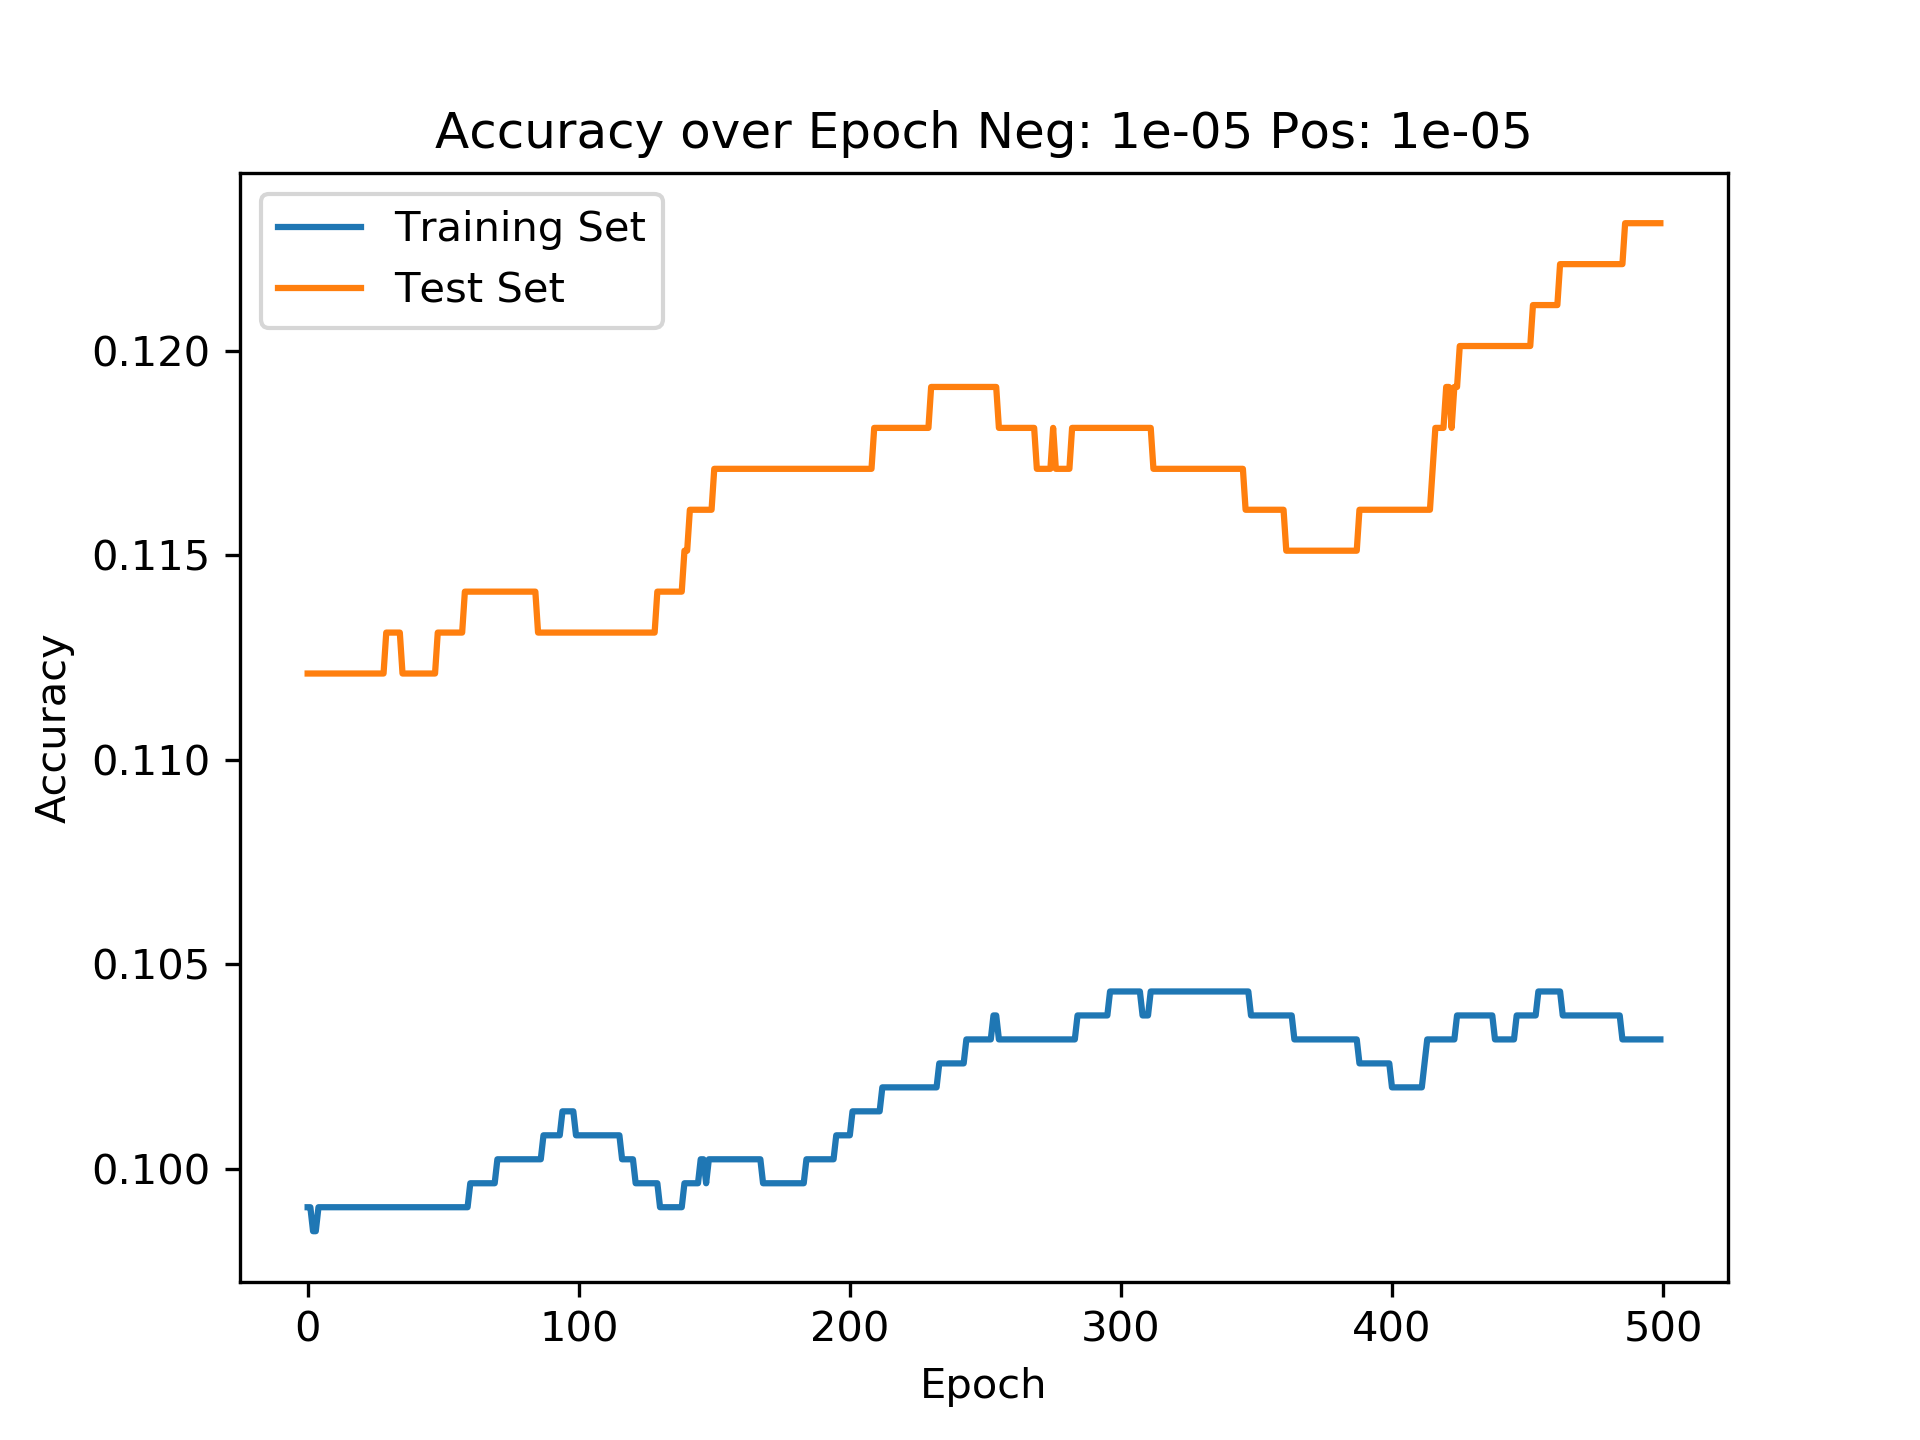 Accuracy over Epoch Neg: 1e-05 Pos: 1e-05
Training Set
Test Set
0.120
0.115
0.110
0.105
0.100
Accuracy
0 100 200 300 400 500
Epoch